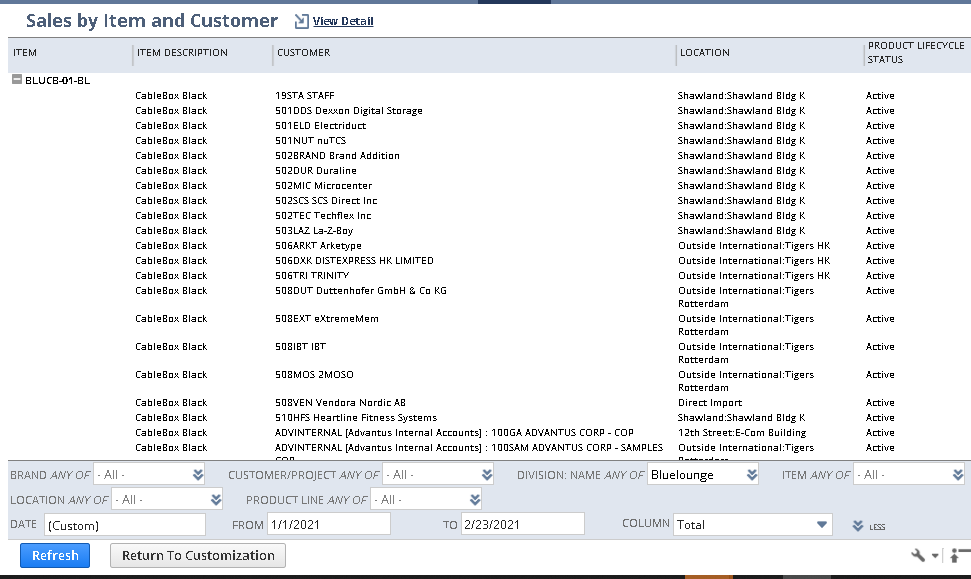 Sales by Item and Customer View Detail
ITEM ITEM DESCRIPTION CUSTOMER LOCATION PRODUCT LIFECYCLE STATUS
BLUCB-01-BL
CableBox Black 19STA STAFF Shawland:Shawland Bldg K Active
CableBox Black 501DDS Dexxon Digital Storage Shawland:Shawland Bldg K Active
CableBox Black 501ELD Electriduct Shawland:Shawland Bldg K Active
CableBox Black 501NUT nuTCS Shawland:Shawland Bldg K Active
CableBox Black 502BRAND Brand Addition Shawland:Shawland Bldg K Active
CableBox Black 502DUR Duraline Shawland:Shawland Bldg K Active
CableBox Black 502MIC Microcenter Shawland:Shawland Bldg K Active
CableBox Black 502SCS SCS Direct Inc Shawland:Shawland Bldg K Active
CableBox Black 502TEC Techflex Inc Shawland:Shawland Bldg K Active
CableBox Black 503LAZ La-Z-Boy Shawland:Shawland Bldg K Active
CableBox Black 506ARKT Arketype Outside International:Tigers HK Active
CableBox Black 506DXK DISTEXPRESS HK LIMITED Outside International:Tigers HK Active
CableBox Black 506TRI TRINITY Outside International:Tigers HK Active
CableBox Black 508DUT Duttenhofer GmbH & Co KG Outside International:Tigers Active
Rotterdam
CableBox Black 508EXT eXtremeMem Outside International:Tigers Active
Rotterdam
CableBox Black 508IBT IBT Outside International:Tigers Active
Rotterdam
CableBox Black 508MOS 2MOSO Outside International:Tigers Active
Rotterdam
CableBox Black 508VEN Vendora Nordic AB Direct Import Active
CableBox Black 510HFS Heartline Fitness Systems Shawland:Shawland Bldg K Active
CableBox Black ADVINTERNAL [Advantus Internal Accounts] : 100GA ADVANTUS CORP - COP 12th Street:E-Com Building Active
CableBox Black ADVINTERNAL [Advantus Internal Accounts] : 100SAM ADVANTUS CORP - SAMPLES Outside International:Tigers Active
BRAND ANY OF - All - CUSTOMER/PROJECT ANY OF - All - DIVISION: NAME ANY OF Bluelounge ITEM ANY OF - All -
LOCATION ANY OF - All - PRODUCT LINE ANY OF - All -
DATE (Custom) FROM 1/1/2021 TO 2/23/2021 COLUMN Total LESS
Refresh Return To Customization